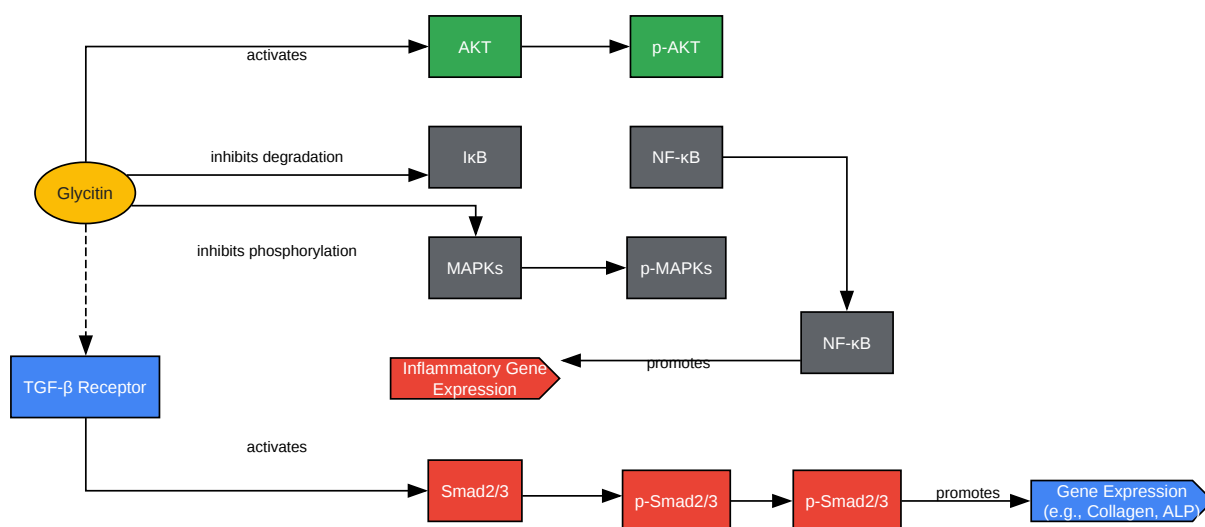 AKT
p-AKT
activates
IκB
NF-κB
inhibits degradation
Glycitin
inhibits phosphorylation
MAPKs
p-MAPKs
NF-κB
promotes
Inflammatory Gene
Expression
TGF-β Receptor
activates
Smad2/3
p-Smad2/3
p-Smad2/3
promotes
Gene Expression
(e.g., Collagen, ALP)